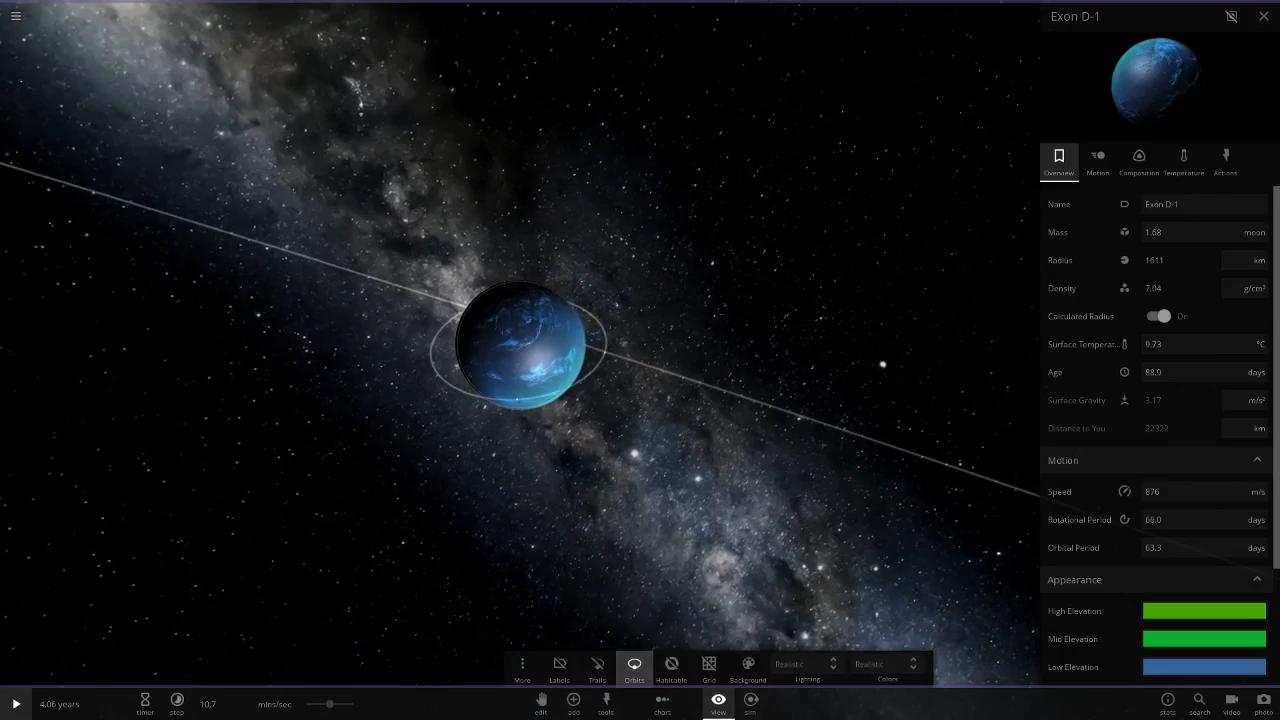 Exon D-1
Overview Motion Composition Temperature Actions
Name Exon D-1
Mass 1.68 moon
Radius 1611 km
Density 7.04 g/cm³
Calculated Radius On
Surface Temperat... 9.73 °C
Age 88.9 days
Surface Gravity 3.17 m/s²
Distance to You 22322 km
Motion
Speed 876 m/s
Rotational Period 66.0 days
Orbital Period 63.3 days
Appearance
High Elevation
Mid Elevation
Low Elevation
More Labels Trails Orbits Habitable Grid Background Realistic Lighting Realistic Colors
4.06 years timer step 10.7 mins/sec edit add tools chart view sim stats search video photo